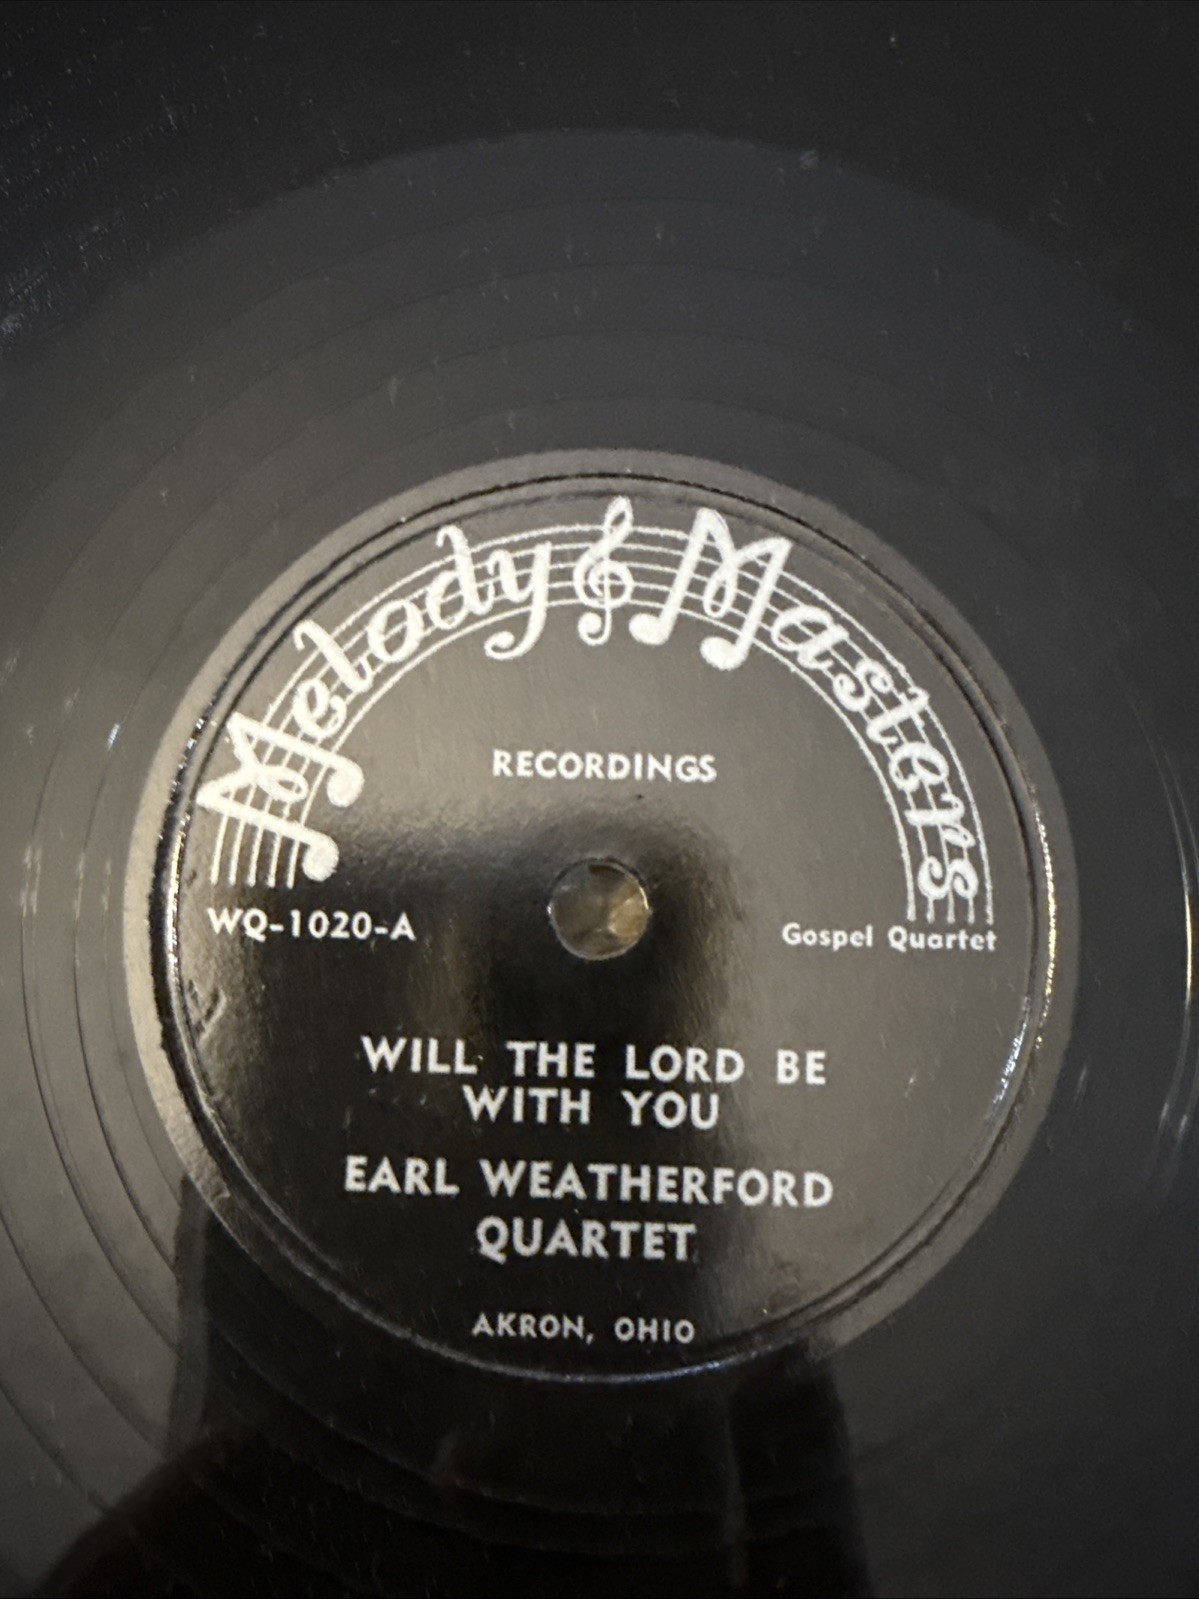 Melody Masters
RECORDINGS
WQ-1020-A
Gospel Quartet
WILL THE LORD BE
WITH YOU
EARL WEATHERFORD
QUARTET
AKRON, OHIO